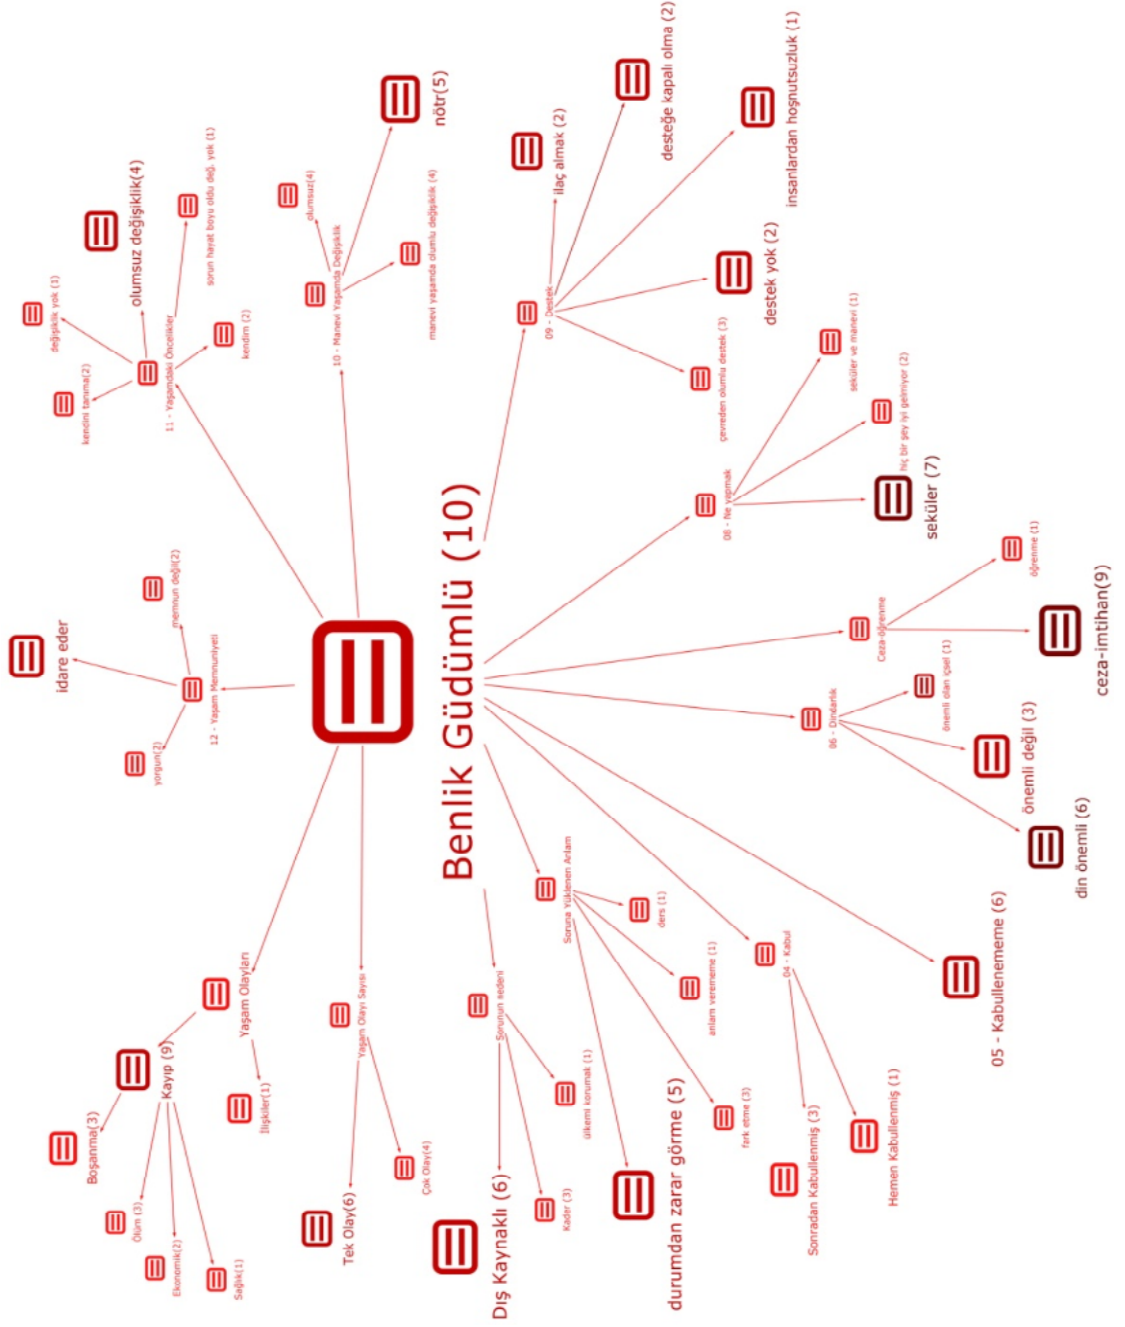 Benlik Güdümlü (10)
Yaşam Olayları
Kayıp (9)
Boşanma(3)
Ölüm (3)
Ekonomik(2)
Sağlık(1)
İlişkiler(1)
Yaşam Olayı Sayısı
Tek Olay(6)
Çok Olay(4)
Sorunun sedeni
Dış Kaynaklı (6)
Kader (3)
ülkemi korumak (1)
Soruna Yüklenen Anlam
durumdan zarar görme (5)
fark etme (3)
anlam verememe (1)
ders (1)
04 - Kabul
Sonradan Kabullenmiş (3)
Hemen Kabullenmiş (1)
05 - Kabullenememe (6)
06 - Dindarlık
din önemli (6)
önemli değil (3)
önemli olan içsel (1)
Ceza-öğrenme
ceza-imtihan(9)
öğrenme (1)
08 - Ne yapmak
seküler (7)
hiç bir şey iyi gelmiyor (2)
seküler ve manevi (1)
09 - Destek
çevreden olumlu destek (3)
destek yok (2)
insanlardan hoşnutsuzluk (1)
desteğe kapalı olma (2)
ilaç almak (2)
10 - Manevi Yaşamda Değişiklik
manevi yaşamda olumlu değişiklik (4)
nötr(5)
olumsuz(4)
11 - Yaşamdaki Öncelikler
kendim (2)
sorun hayat boyu oldu değ. yok (1)
olumsuz değişiklik(4)
değişiklik yok (1)
kendini tanıma(2)
12 - Yaşam Memnuniyeti
memnun değil(2)
idare eder
yorgun(2)